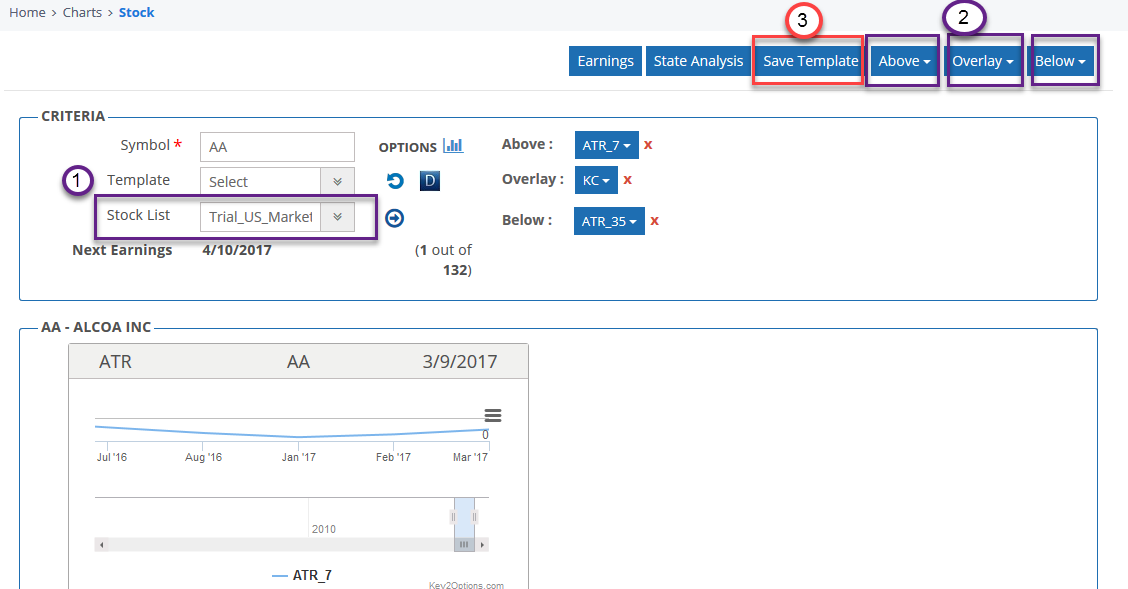 Home > Charts > Stock
3 2
Earnings State Analysis Save Template Above Overlay Below
CRITERIA
Symbol * AA OPTIONS Above : ATR_7 x
1 Template Select D Overlay : KC x
Stock List Trial_US_Market Below : ATR_35 x
Next Earnings 4/10/2017 (1 out of
132)
AA - ALCOA INC
ATR AA 3/9/2017
0
Jul '16 Aug '16 Jan '17 Feb '17 Mar '17
2010
ATR_7
Key2Options.com